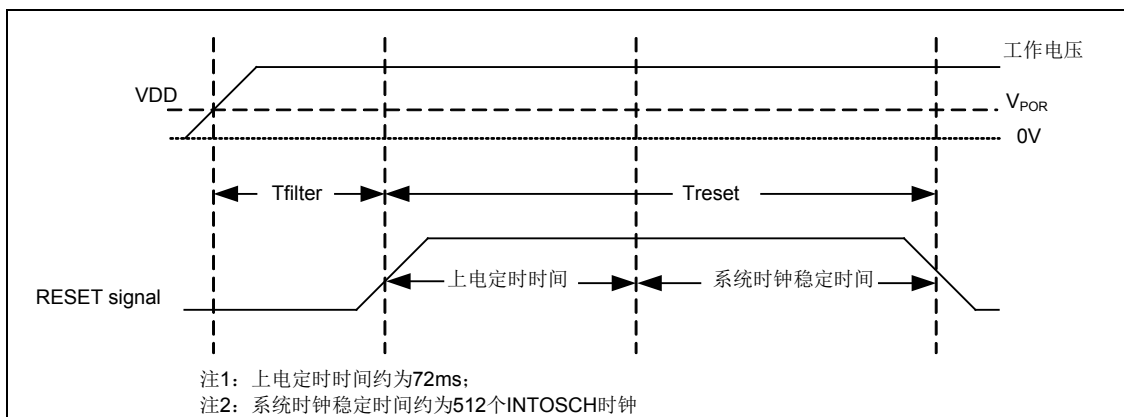 工作电压
VDD
V_POR
0V
Tfilter
Treset
上电定时时间
系统时钟稳定时间
RESET signal
注1：上电定时时间约为72ms；
注2：系统时钟稳定时间约为512个INTOSCH时钟